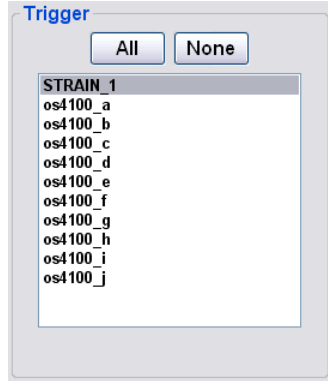 Trigger
All None
STRAIN_1
os4100_a
os4100_b
os4100_c
os4100_d
os4100_e
os4100_f
os4100_g
os4100_h
os4100_i
os4100_j